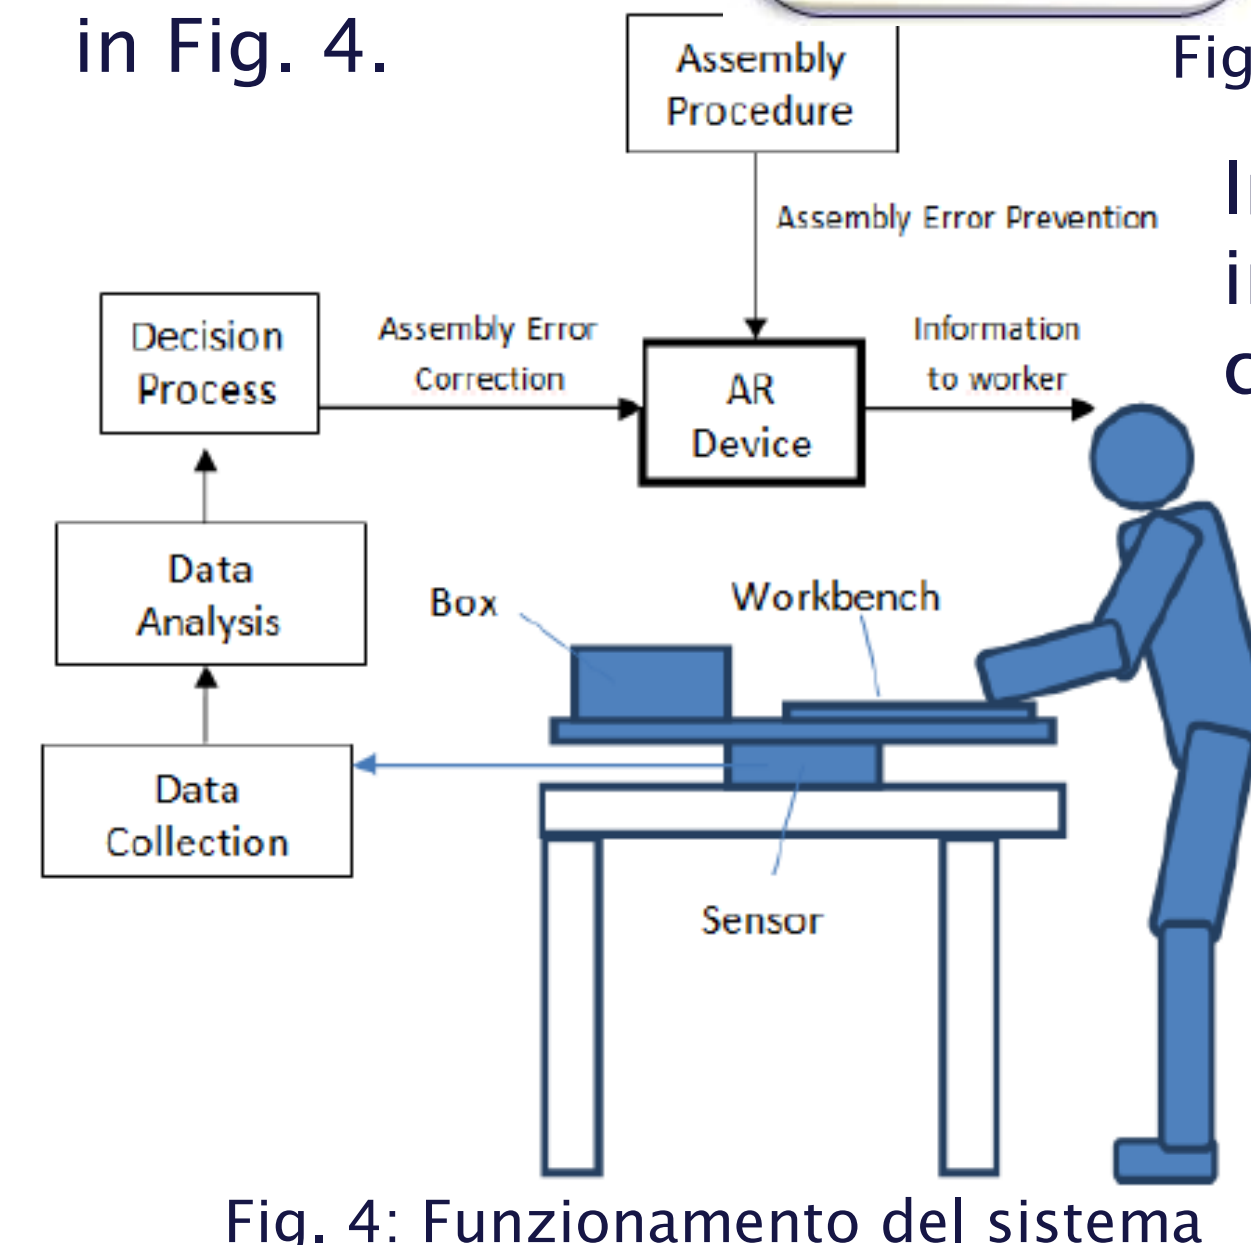 in Fig. 4.
Fig
Assembly
Procedure
Assembly Error Prevention
Decision
Process
Assembly Error
Correction
AR
Device
Information
to worker
Data
Analysis
Box
Workbench
Data
Collection
Sensor
Fig. 4: Funzionamento del sistema